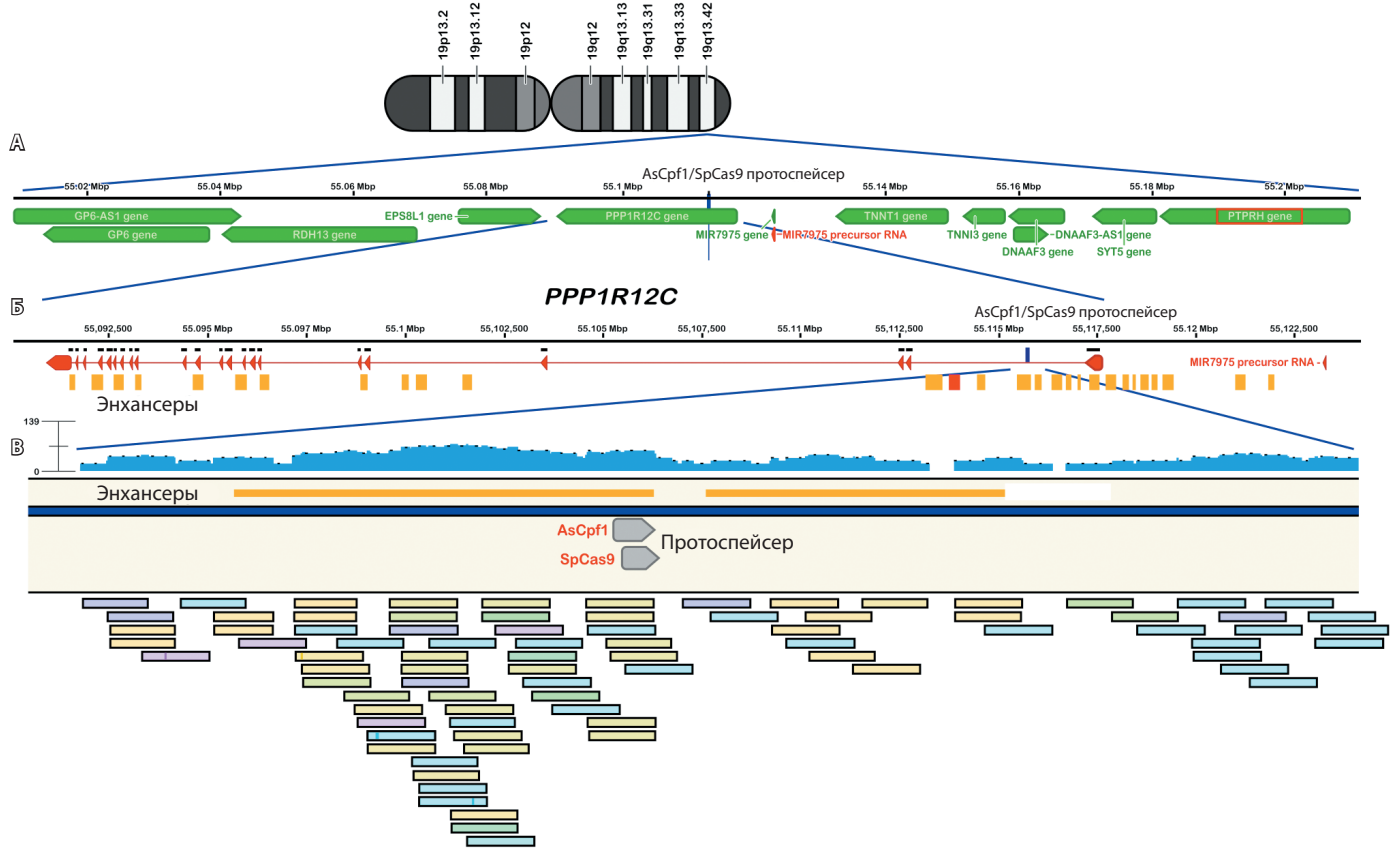 19p13.2
19p13.12
19p12
19q12
19q13.13
19q13.31
19q13.33
19q13.42
А
AsCpf1/SpCas9 протоспейсер
55.02 Mbp
55.04 Mbp
55.06 Mbp
55.08 Mbp
55.1 Mbp
55.14 Mbp
55.16 Mbp
55.18 Mbp
55.2 Mbp
GP6-AS1 gene
EPS8L1 gene
PPP1R12C gene
TNNT1 gene
PTPRH gene
GP6 gene
RDH13 gene
MIR7975 gene
MIR7975 precursor RNA
TNNI3 gene
DNAAF3-AS1 gene
DNAAF3 gene
SYT5 gene
Б
PPP1R12C
AsCpf1/SpCas9 протоспейсер
55,092,500
55.095 Mbp
55.097 Mbp
55.1 Mbp
55,102,500
55.105 Mbp
55,107,500
55.11 Mbp
55,112,500
55.115 Mbp
55,117,500
55.12 Mbp
55,122,500
MIR7975 precursor RNA -
Энхансеры
В
139
0
Энхансеры
AsCpf1
Протоспейсер
SpCas9